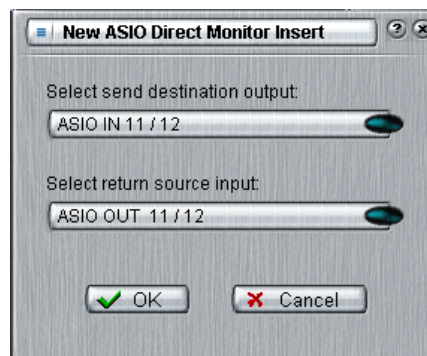 New ASIO Direct Monitor Insert
Select send destination output:
ASIO IN 11 / 12
Select return source input:
ASIO OUT 11 / 12
OK
Cancel